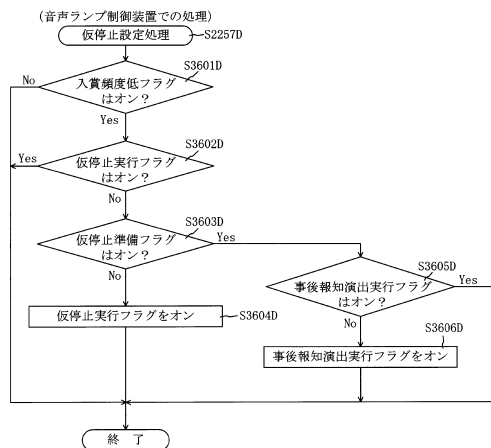 (音声ランプ制御装置での処理)
仮停止設定処理
S2257D
S3601D
No
入賞頻度低フラグ
はオン？
Yes
S3602D
Yes
仮停止実行フラグ
はオン？
No
S3603D
仮停止準備フラグ
はオン？
Yes
No
S3605D
事後報知演出実行フラグ
はオン？
Yes
No
仮停止実行フラグをオン
S3604D
S3606D
事後報知演出実行フラグをオン
終 了